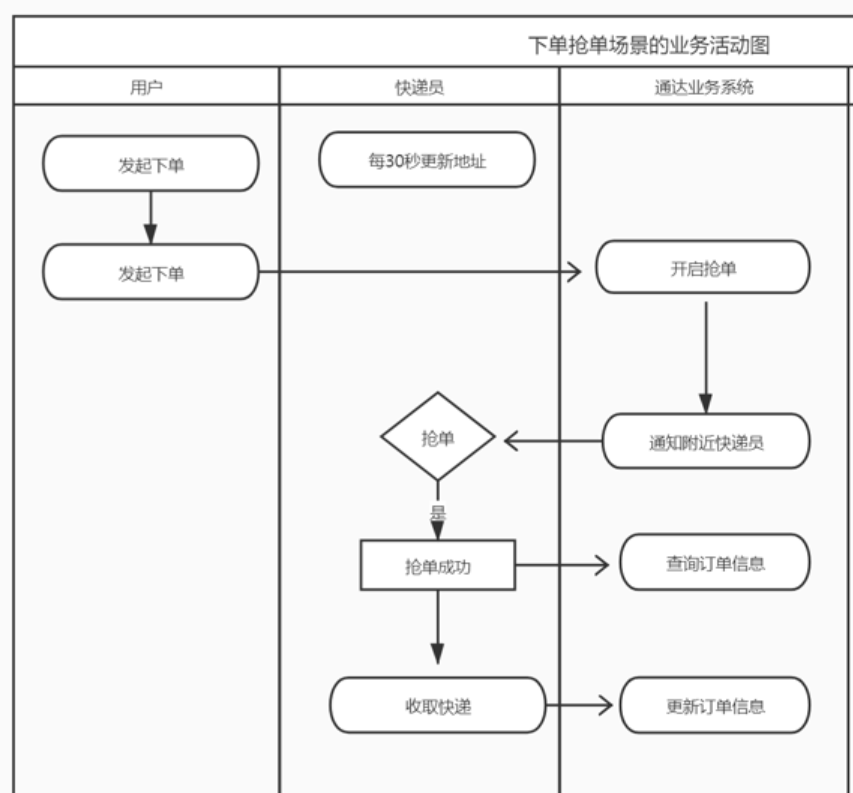 下单抢单场景的业务活动图
用户
快递员
通达业务系统
发起下单
每30秒更新地址
发起下单
开启抢单
抢单
通知附近快递员
是
抢单成功
查询订单信息
收取快递
更新订单信息